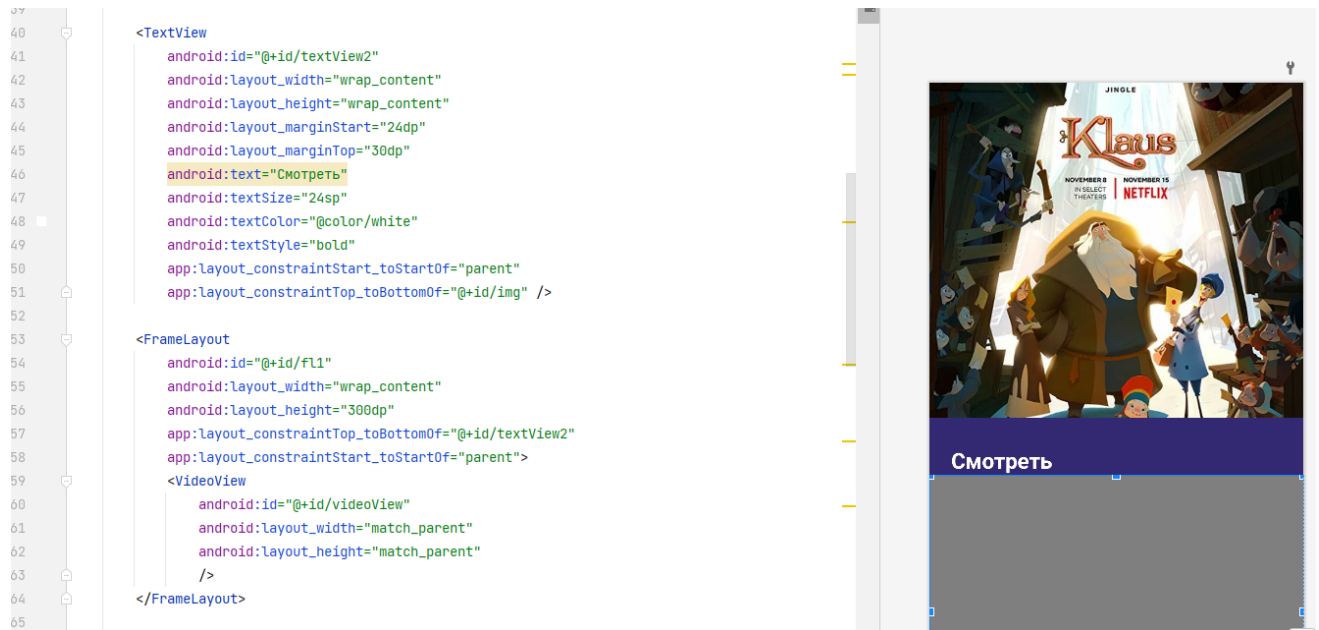 39
40 <TextView
41 android:id="@+id/textView2"
42 android:layout_width="wrap_content"
43 android:layout_height="wrap_content"
44 android:layout_marginStart="24dp"
45 android:layout_marginTop="30dp"
46 android:text="Смотреть"
47 android:textSize="24sp"
48 android:textColor="@color/white"
49 android:textStyle="bold"
50 app:layout_constraintStart_toStartOf="parent"
51 app:layout_constraintTop_toBottomOf="@+id/img" />
52
53 <FrameLayout
54 android:id="@+id/fl1"
55 android:layout_width="wrap_content"
56 android:layout_height="300dp"
57 app:layout_constraintTop_toBottomOf="@+id/textView2"
58 app:layout_constraintStart_toStartOf="parent">
59 <VideoView
60 android:id="@+id/videoView"
61 android:layout_width="match_parent"
62 android:layout_height="match_parent"
63 />
64 </FrameLayout>
65
JINGLE
Klaus
NOVEMBER 8
IN SELECT
THEATERS
NOVEMBER 15
NETFLIX
Смотреть